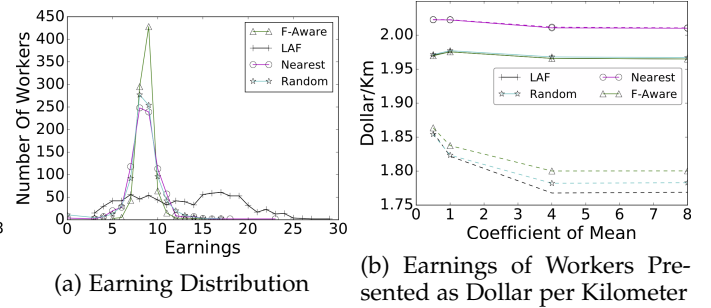 450
400
350
300
250
200
150
100
50
0
Number Of Workers
F-Aware
LAF
Nearest
Random
0 5 10 15 20 25 30
Earnings
(a) Earning Distribution
8
2.00
1.95
1.90
1.85
1.80
1.75
Dollar/Km
LAF Nearest
Random F-Aware
0 1 2 3 4 5 6 7 8
Coefficient of Mean
(b) Earnings of Workers Pre-
sented as Dollar per Kilometer